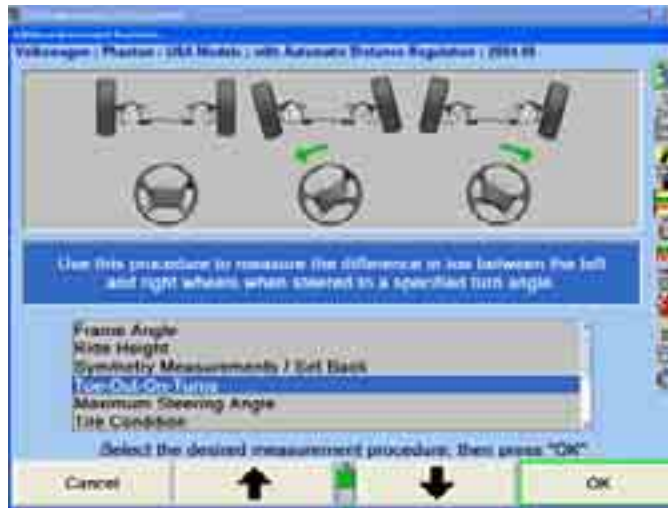 Volkswagen : Phaeton : USA Models : with Automatic Distance Regulation : 2004-05
Use this procedure to measure the difference in toe between the left
and right wheels when steered to a specified turn angle.
Frame Angle
Ride Height
Symmetry Measurements / Set Back
Toe-Out-On-Turns
Maximum Steering Angle
Tire Condition
Select the desired measurement procedure, then press "OK"
Cancel
OK